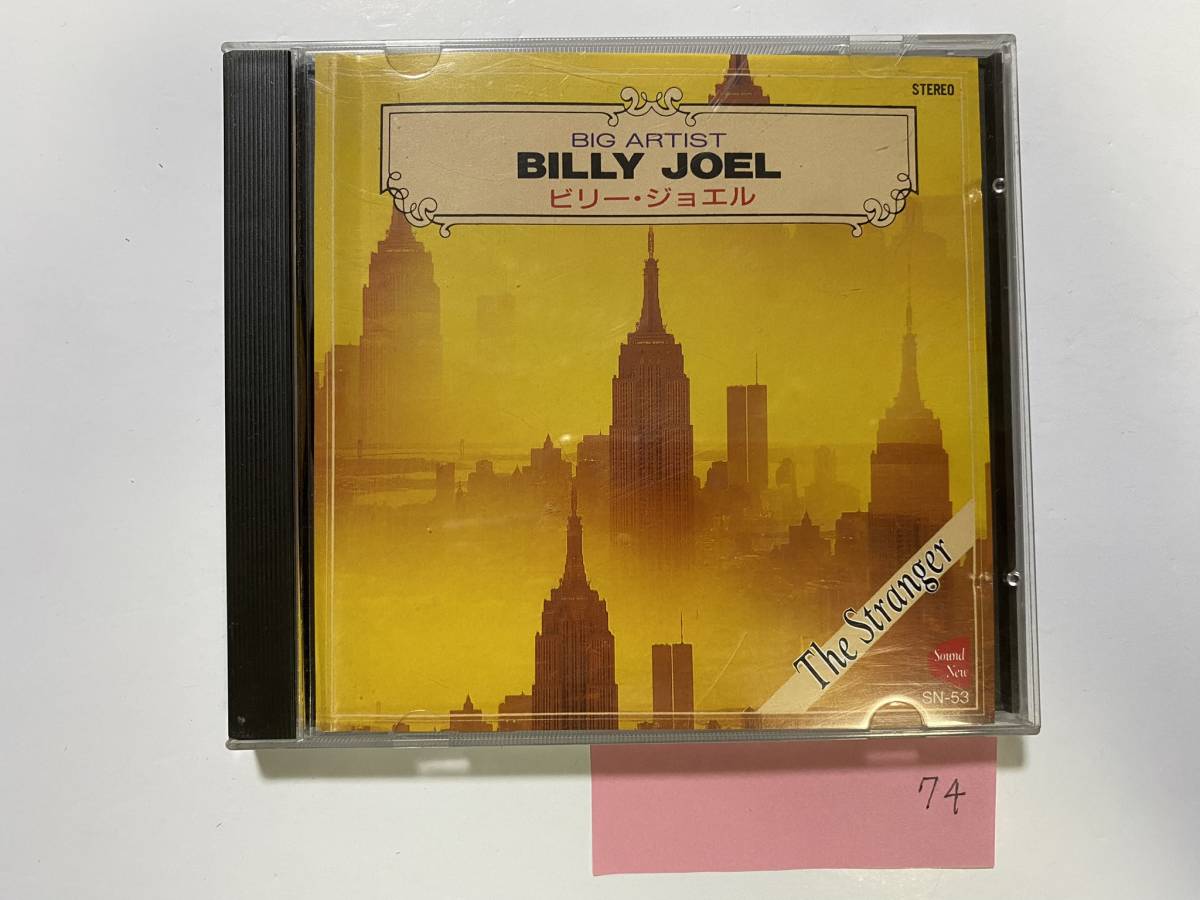 STEREO
BIG ARTIST
BILLY JOEL
ビリー・ジョエル
The Stranger
Sound
New
SN-53
74